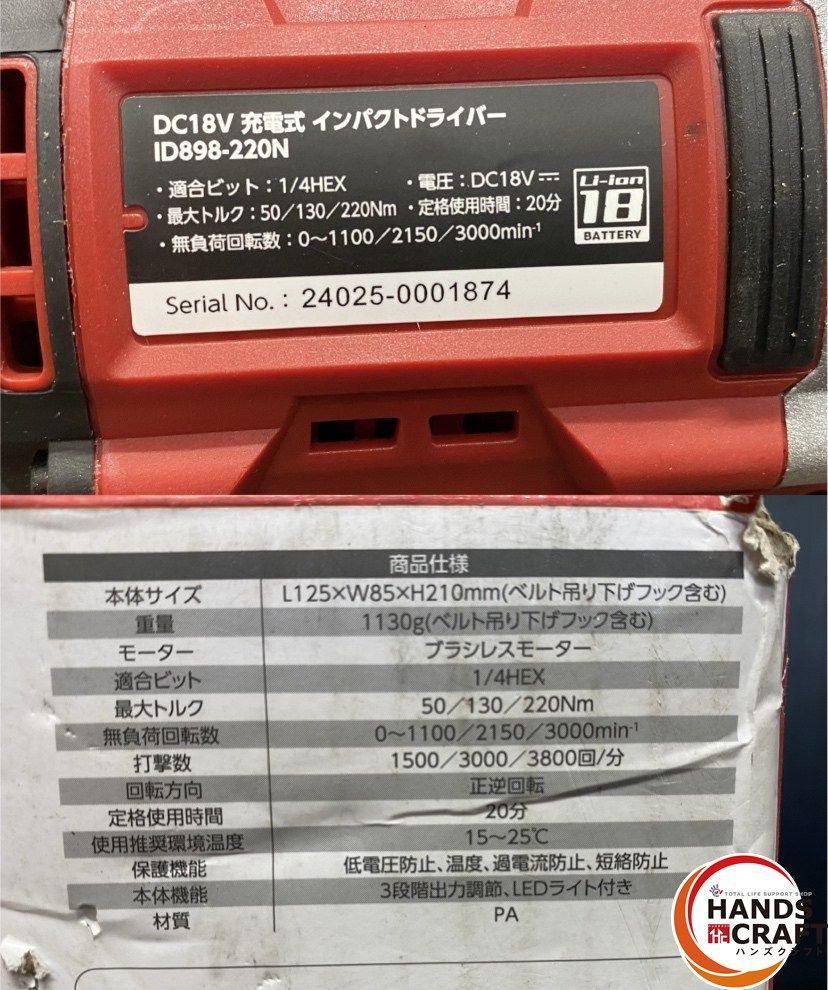 DC18V 充電式 インパクトドライバー
ID898-220N
・適合ビット：1/4HEX ・電圧：DC18V⎓
・最大トルク：50／130／220Nm ・定格使用時間：20分
・無負荷回転数：0～1100／2150／3000min-1
Li-ion
18
BATTERY
Serial No.：24025-0001874
商品仕様
本体サイズ L125×W85×H210mm(ベルト吊り下げフック含む)
重量 1130g(ベルト吊り下げフック含む)
モーター ブラシレスモーター
適合ビット 1/4HEX
最大トルク 50／130／220Nm
無負荷回転数 0～1100／2150／3000min-1
打撃数 1500／3000／3800回/分
回転方向 正逆回転
定格使用時間 20分
使用推奨環境温度 15～25℃
保護機能 低電圧防止、温度、過電流防止、短絡防止
本体機能 3段階出力調節、LEDライト付き
材質 PA
TOTAL LIFE SUPPORT SHOP
HANDS
CRAFT
ハンズクラフト